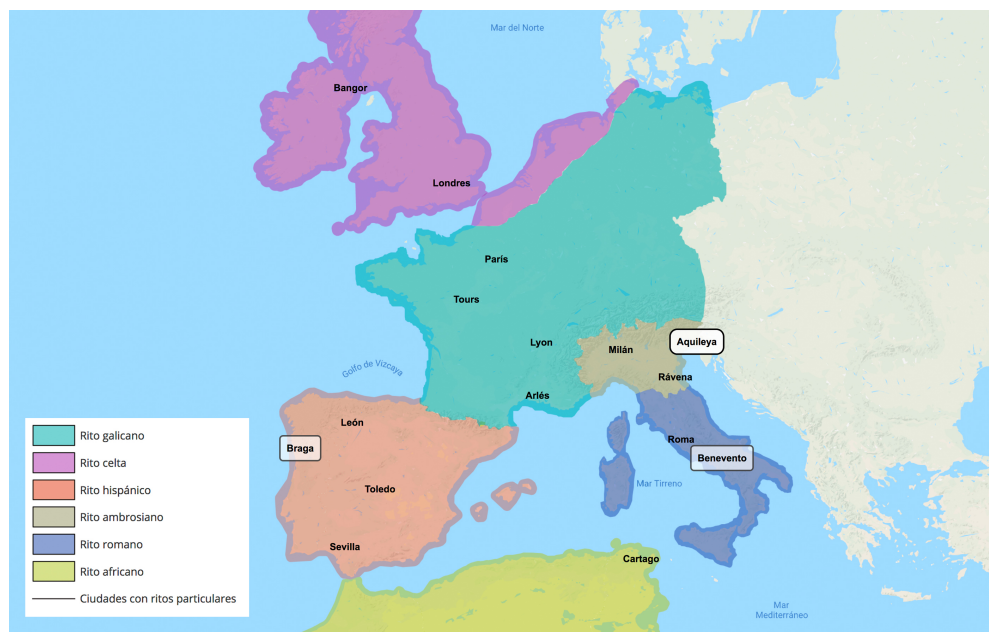 Mar del Norte
Bangor
Londres
París
Tours
Lyon
Milán
Aquileya
Rávena
Golfo de Vizcaya
Arlés
León
Braga
Roma
Benevento
Mar Tirreno
Toledo
Sevilla
Cartago
Mar
Mediterráneo
Rito galicano
Rito celta
Rito hispánico
Rito ambrosiano
Rito romano
Rito africano
Ciudades con ritos particulares